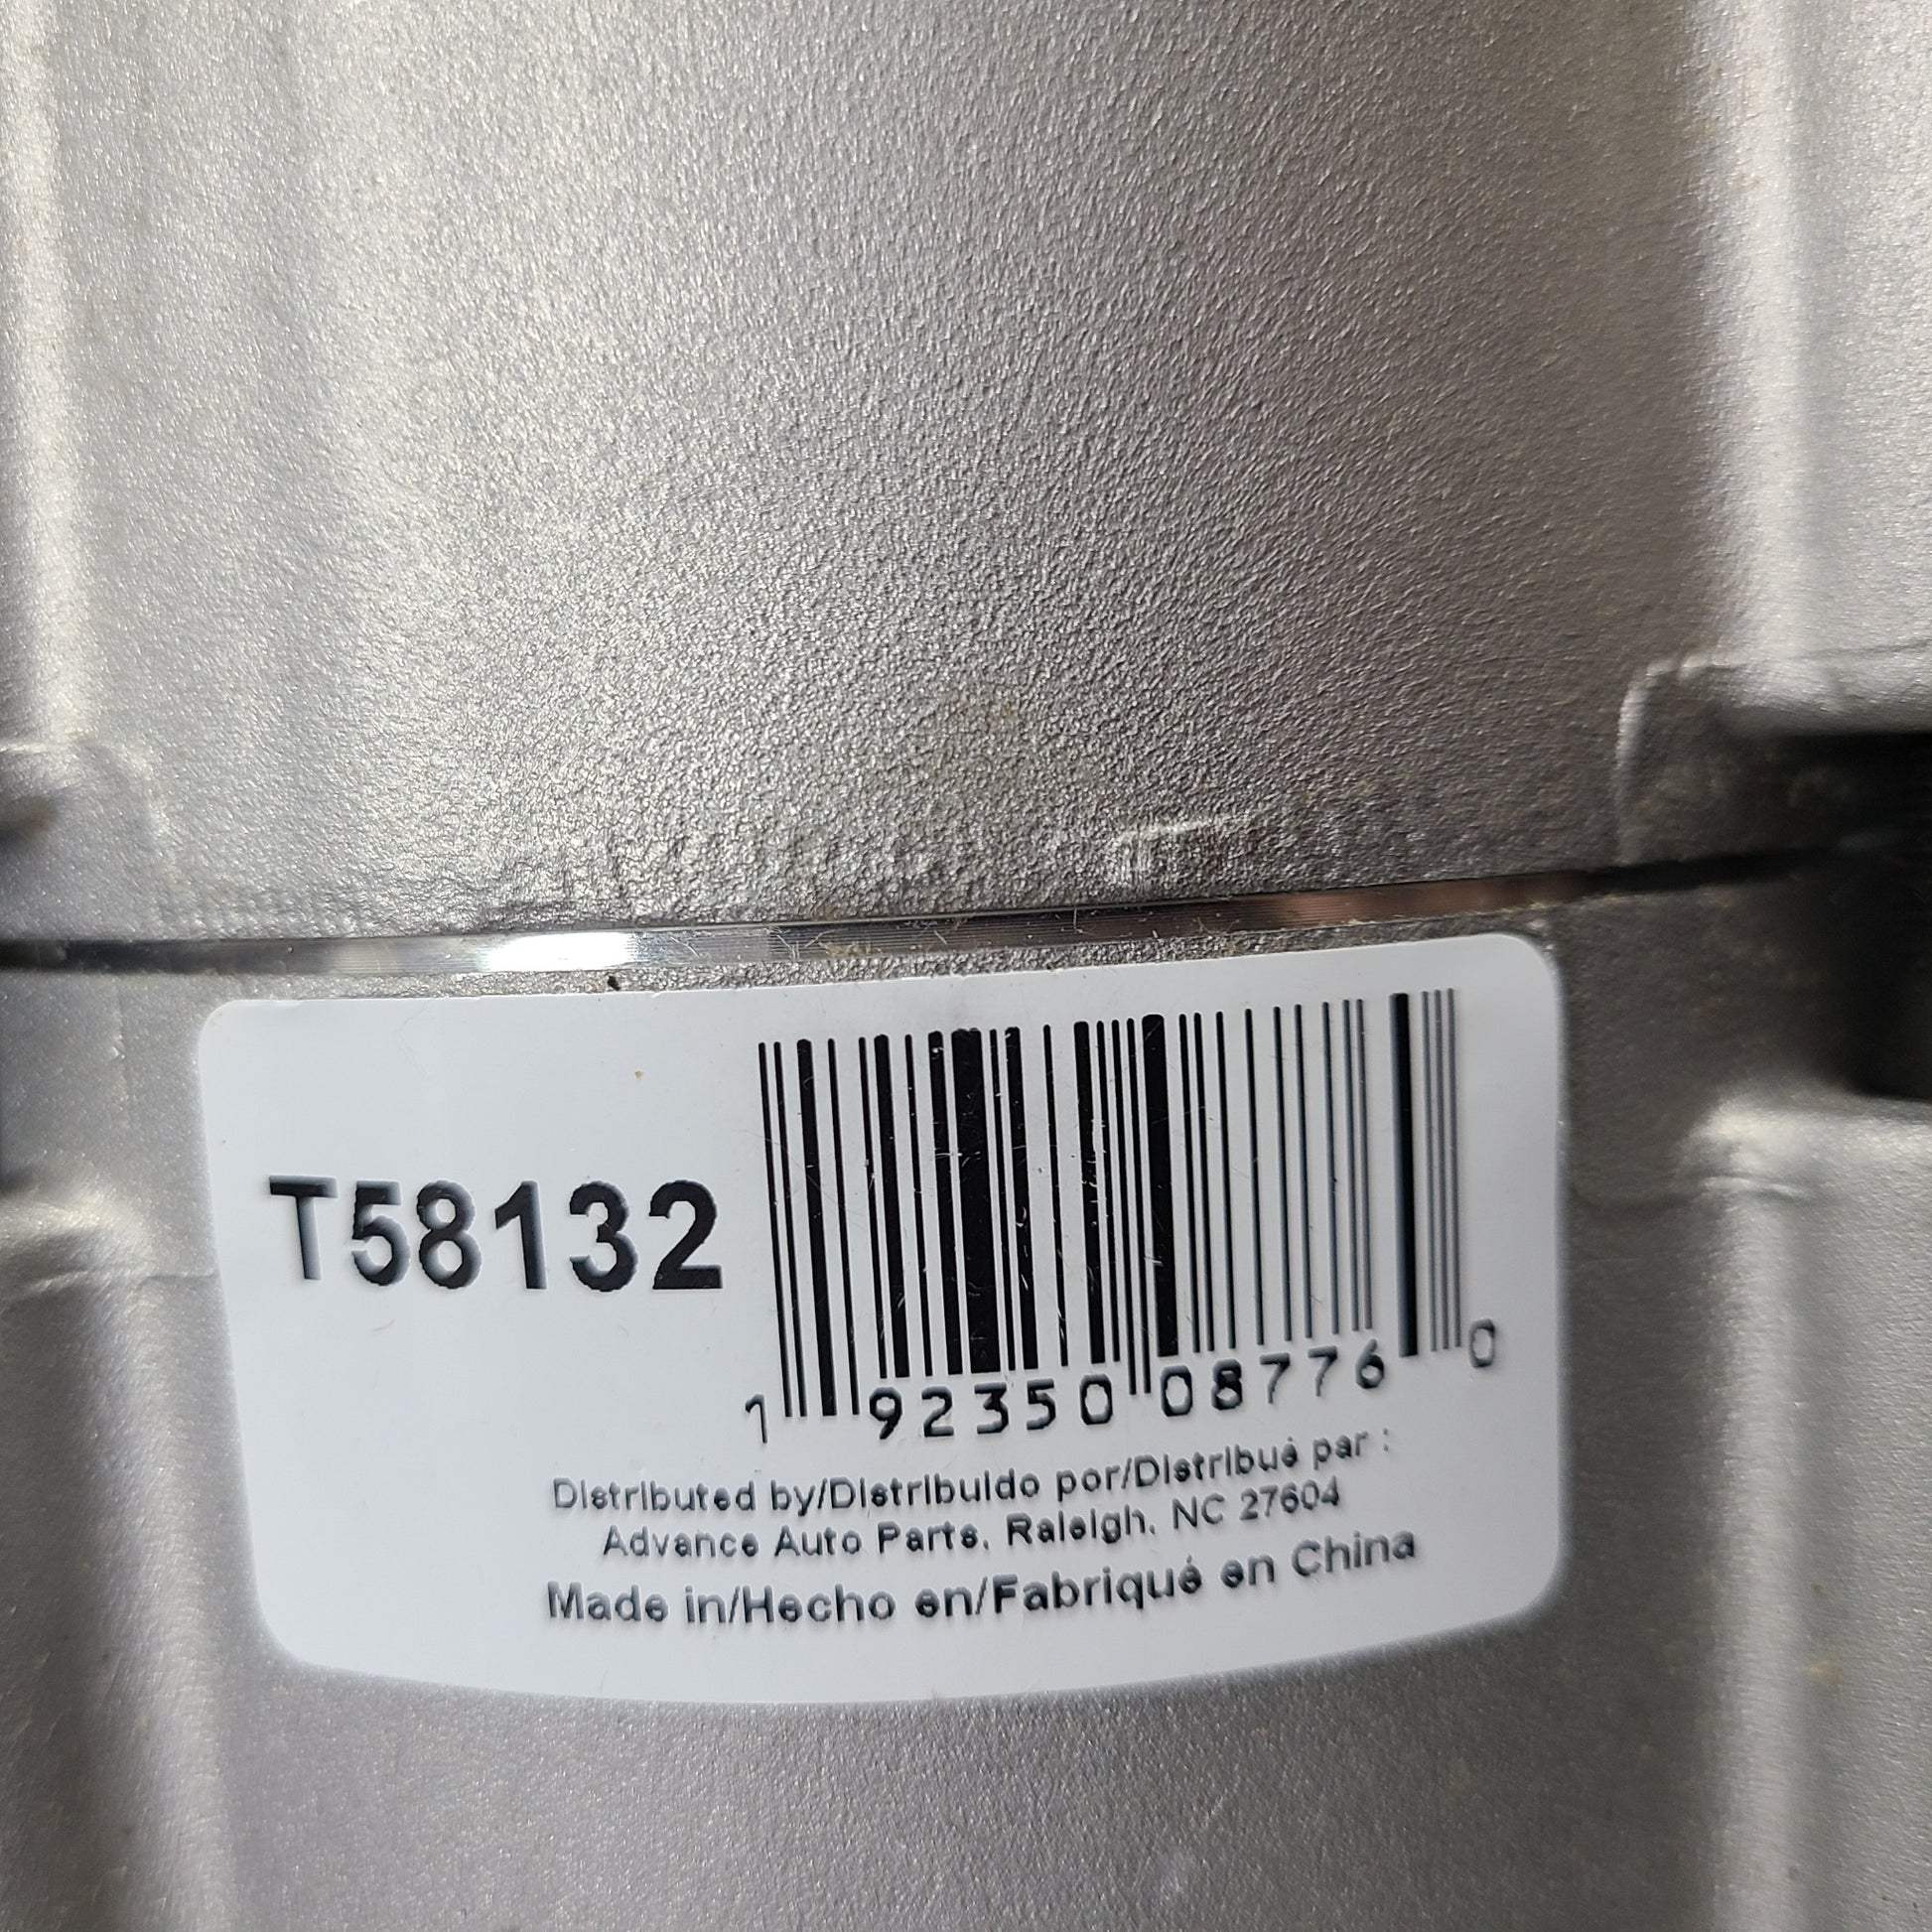 T58132
1 92350 08776 0
Distributed by/Distribuido por/Distribué par :
Advance Auto Parts, Raleigh, NC 27604
Made in/Hecho en/Fabriqué en China